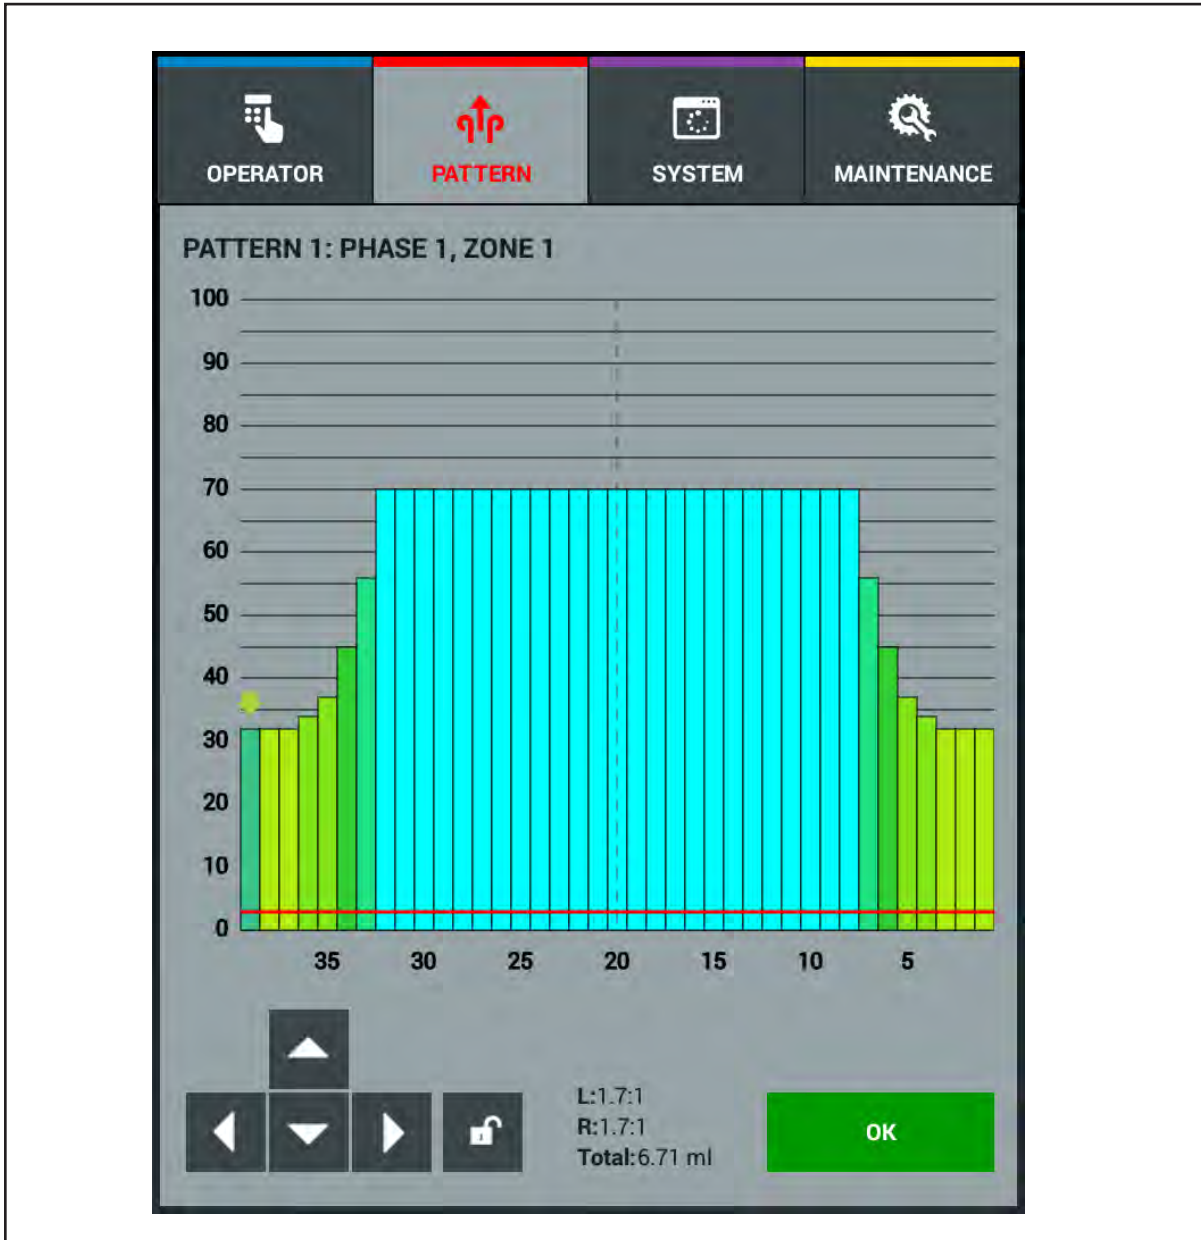 OPERATOR PATTERN SYSTEM MAINTENANCE
PATTERN 1: PHASE 1, ZONE 1
100
90
80
70
60
50
40
30
20
10
0
35 30 25 20 15 10 5
L:1.7:1
R:1.7:1
Total:6.71 ml
OK